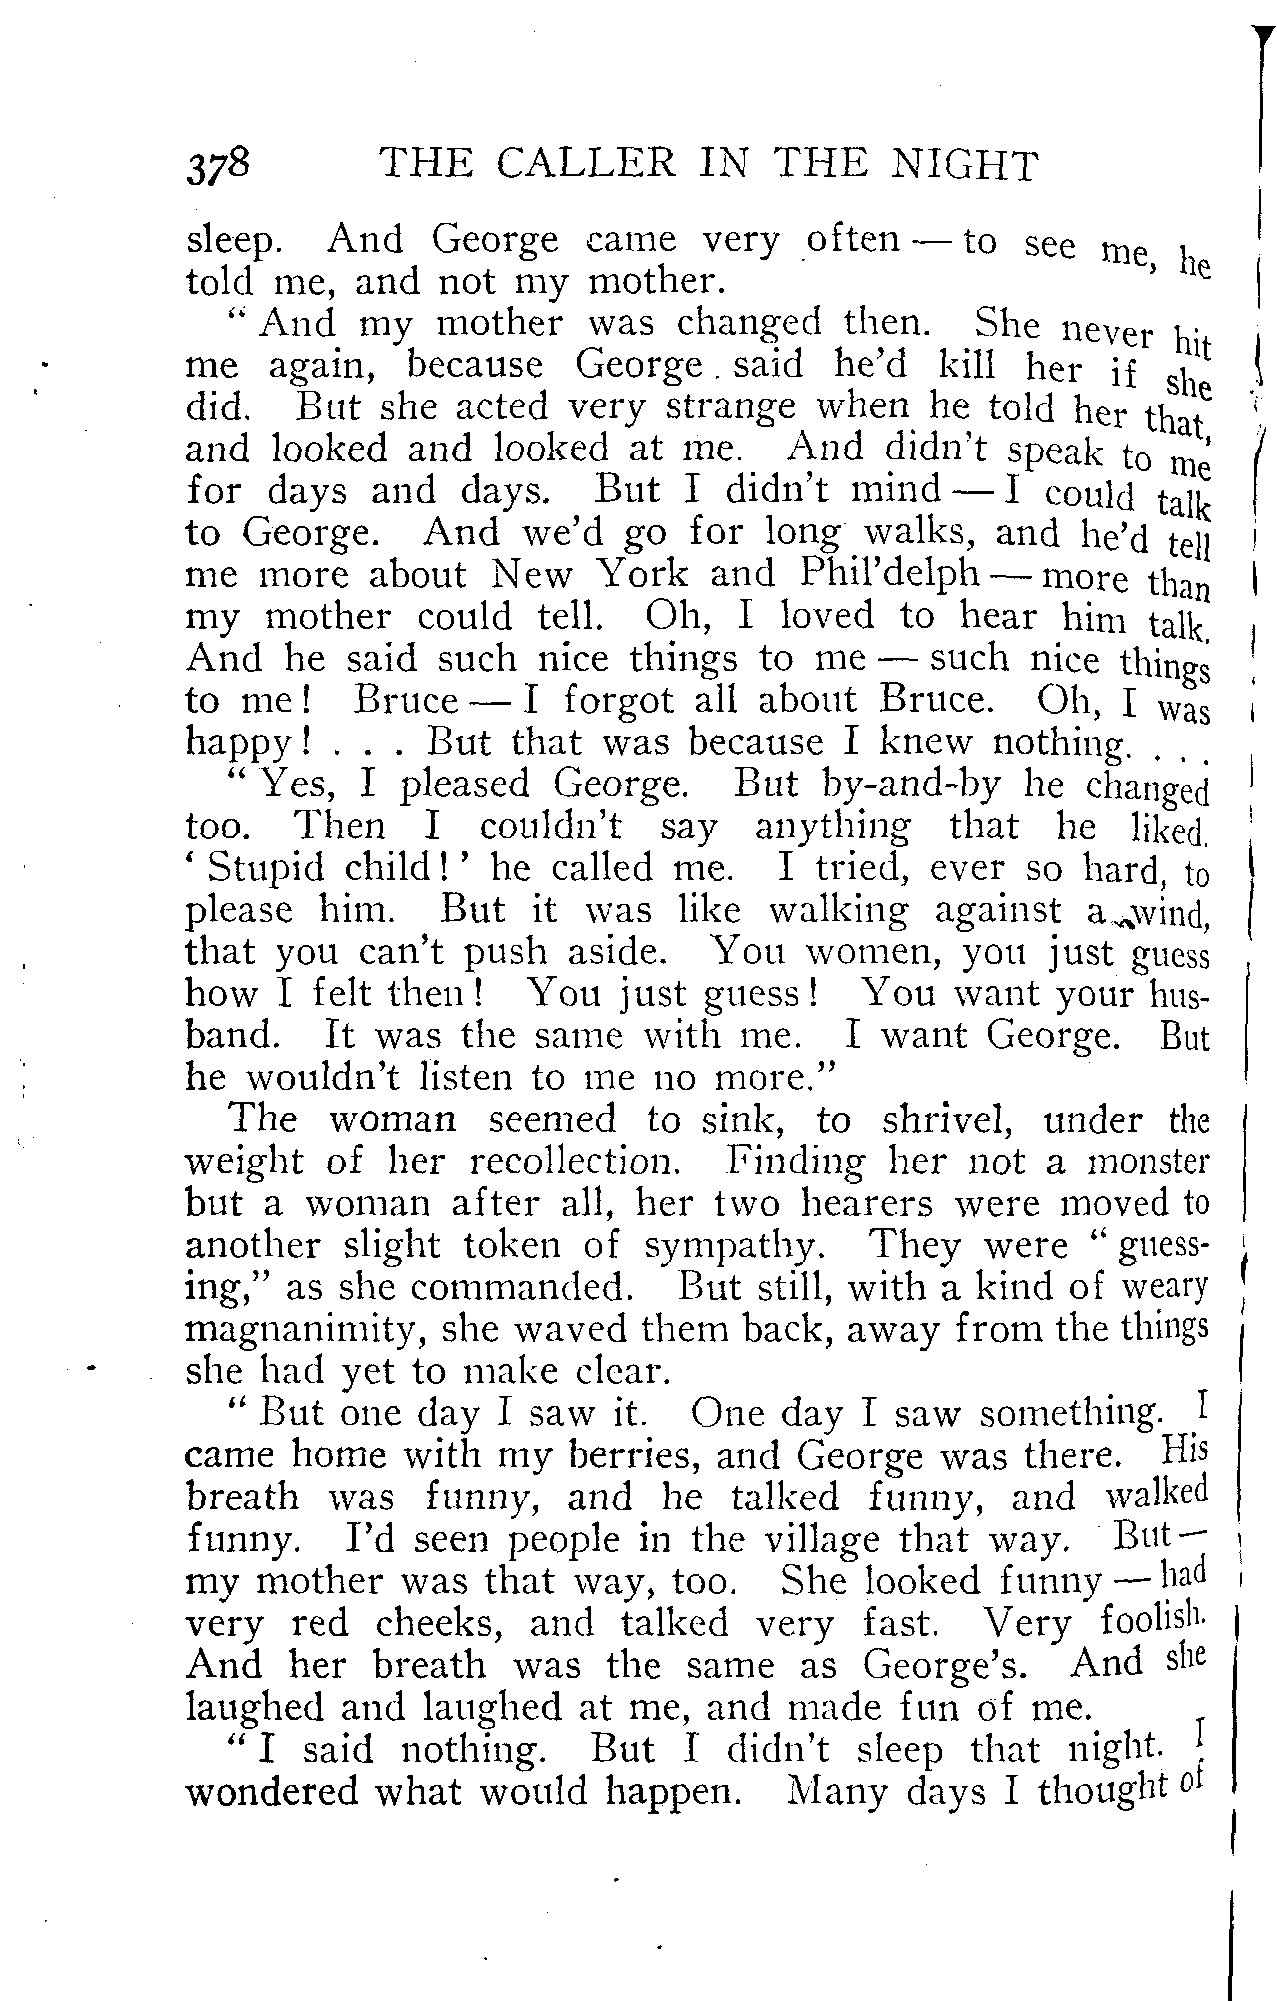 378 THE CALLER IN THE NIGHT
sleep. And George came very often — to see me, he
told me, and not my mother.
“ And my mother was changed then. She never hit
me again, because George said he’d kill her if she
did. But she acted very strange when he told her that,
and looked and looked at me. And didn’t speak to me
for days and days. But I didn’t mind — I could talk
to George. And we’d go for long walks, and he’d tell
me more about New York and Phil’delph — more than
my mother could tell. Oh, I loved to hear him talk.
And he said such nice things to me — such nice things
to me! Bruce — I forgot all about Bruce. Oh, I was
happy! . . . But that was because I knew nothing. . . .
“ Yes, I pleased George. But by-and-by he changed
too. Then I couldn’t say anything that he liked.
‘ Stupid child! ’ he called me. I tried, ever so hard, to
please him. But it was like walking against a wind,
that you can’t push aside. You women, you just guess
how I felt then! You just guess! You want your hus-
band. It was the same with me. I want George. But
he wouldn’t listen to me no more.”
The woman seemed to sink, to shrivel, under the
weight of her recollection. Finding her not a monster
but a woman after all, her two hearers were moved to
another slight token of sympathy. They were “ guess-
ing,” as she commanded. But still, with a kind of weary
magnanimity, she waved them back, away from the things
she had yet to make clear.
“ But one day I saw it. One day I saw something. I
came home with my berries, and George was there. His
breath was funny, and he talked funny, and walked
funny. I’d seen people in the village that way. But —
my mother was that way, too. She looked funny — had
very red cheeks, and talked very fast. Very foolish.
And her breath was the same as George’s. And she
laughed and laughed at me, and made fun of me.
“ I said nothing. But I didn’t sleep that night. I
wondered what would happen. Many days I thought of